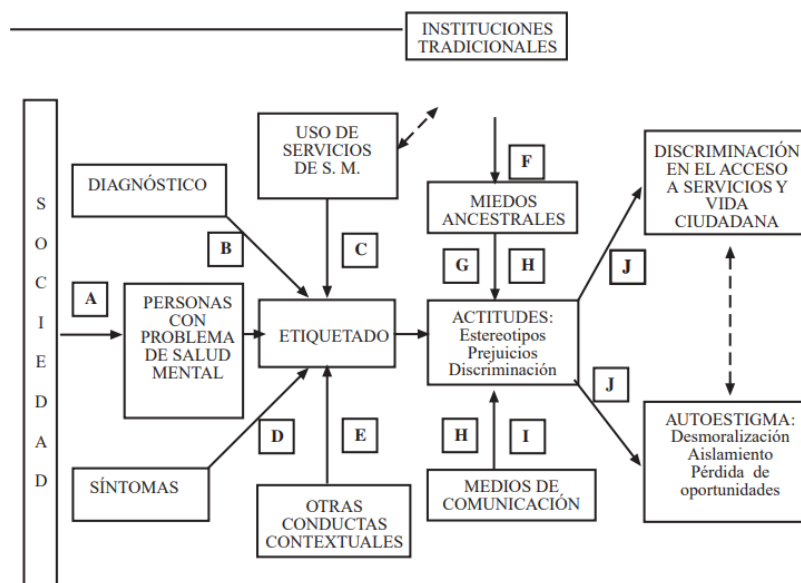 INSTITUCIONES
TRADICIONALES
S
O
C
I
E
D
A
D
USO DE
SERVICIOS
DE S. M.
DIAGNÓSTICO
F
DISCRIMINACIÓN
EN EL ACCESO
A SERVICIOS Y
VIDA
CIUDADANA
MIEDOS
ANCESTRALES
B
C
G
H
J
A
PERSONAS
CON
PROBLEMA
DE SALUD
MENTAL
ETIQUETADO
ACTITUDES:
Estereotipos
Prejuicios
Discriminación
J
D
E
H
I
AUTOESTIGMA:
Desmoralización
Aislamiento
Pérdida de
oportunidades
SÍNTOMAS
OTRAS
CONDUCTAS
CONTEXTUALES
MEDIOS DE
COMUNICACIÓN